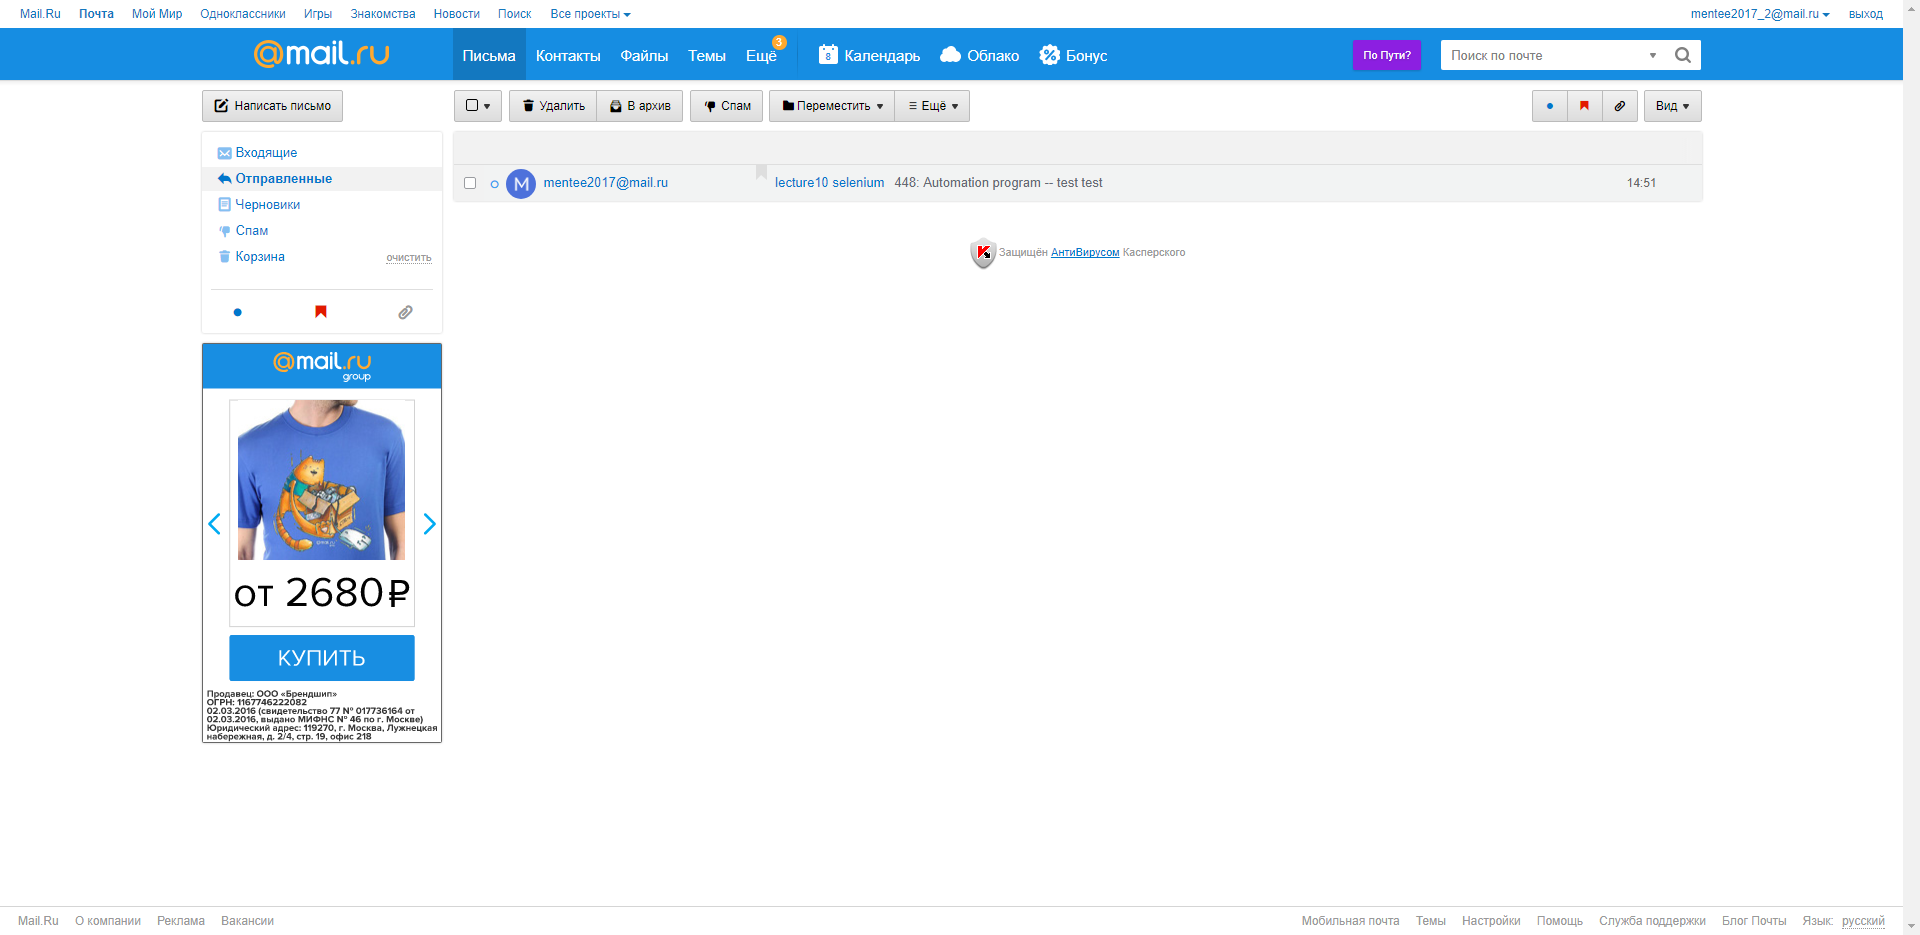 Mail.Ru Почта Мой Мир Одноклассники Игры Знакомства Новости Поиск Все проекты mentee2017_2@mail.ru выход
@mail.ru Письма Контакты Файлы Темы Ещё 3 8 Календарь Облако Бонус По Пути? Поиск по почте
Написать письмо Удалить В архив Спам Переместить Ещё Вид
Входящие
Отправленные
Черновики
Спам
Корзина очистить
M mentee2017@mail.ru lecture10 selenium 448: Automation program -- test test 14:51
Защищён АнтиВирусом Касперского
@mail.ru
group
от 2680₽
КУПИТЬ
Продавец: ООО «Брендшип»
ОГРН: 1167746222082
02.03.2016 (свидетельство 77 № 017736164 от
02.03.2016, выдано МИФНС № 46 по г. Москве)
Юридический адрес: 119270, г. Москва, Лужнецкая
набережная, д. 2/4, стр. 19, офис 218
Mail.Ru О компании Реклама Вакансии Мобильная почта Темы Настройки Помощь Служба поддержки Блог Почты Язык: русский